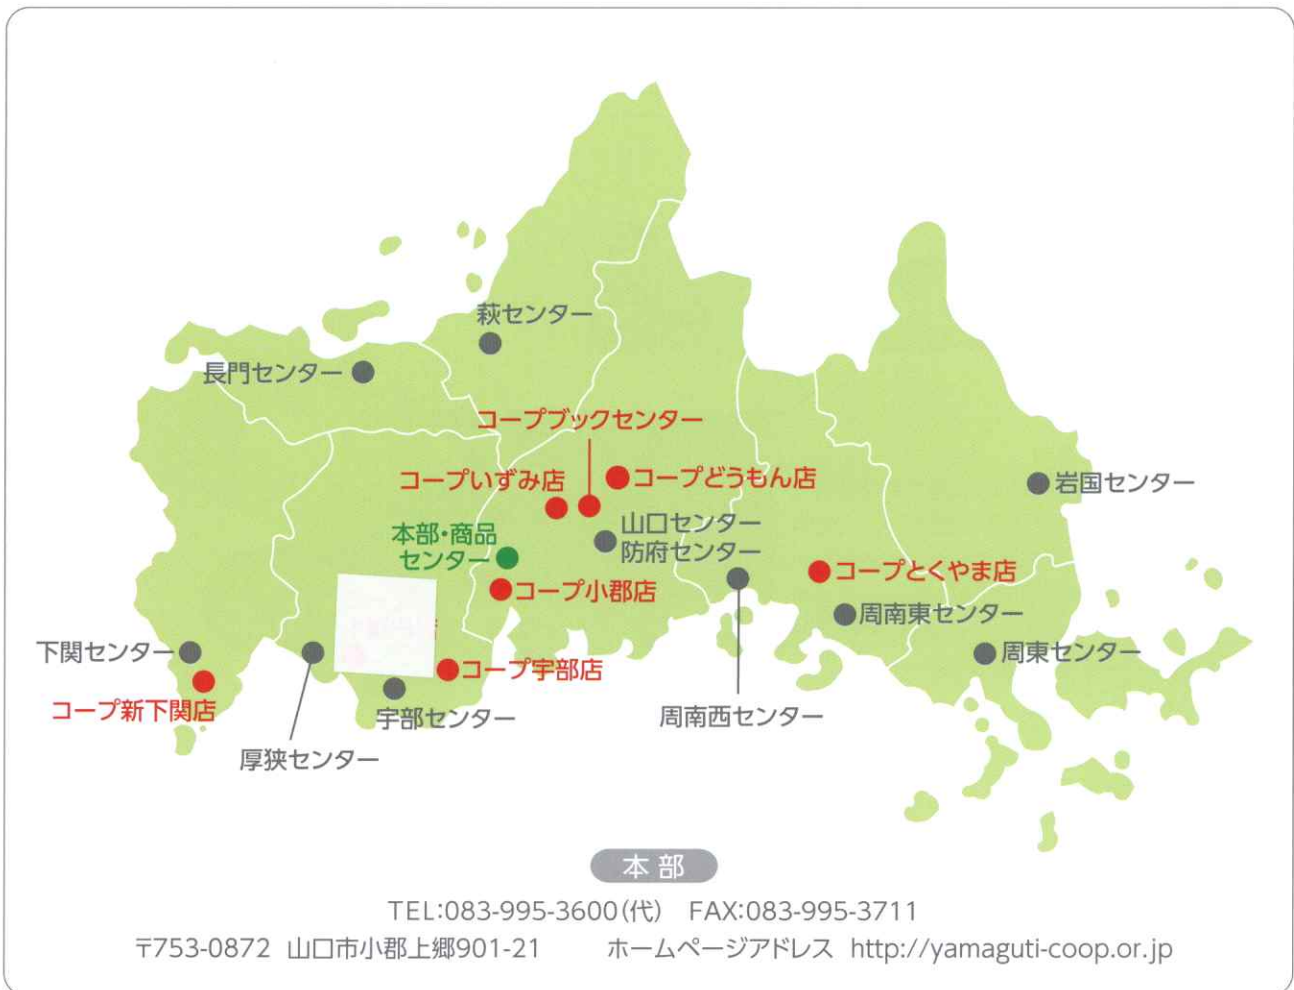 萩センター
長門センター
コープブックセンター
コープいずみ店
コープどうもん店
岩国センター
山口センター
防府センター
本部・商品
センター
コープとくやま店
コープ小郡店
周南東センター
下関センター
周東センター
コープ宇部店
コープ新下関店
宇部センター
周南西センター
厚狭センター
本部
TEL:083-995-3600(代) FAX:083-995-3711
〒753-0872 山口市小郡上郷901-21 ホームページアドレス http://yamaguti-coop.or.jp